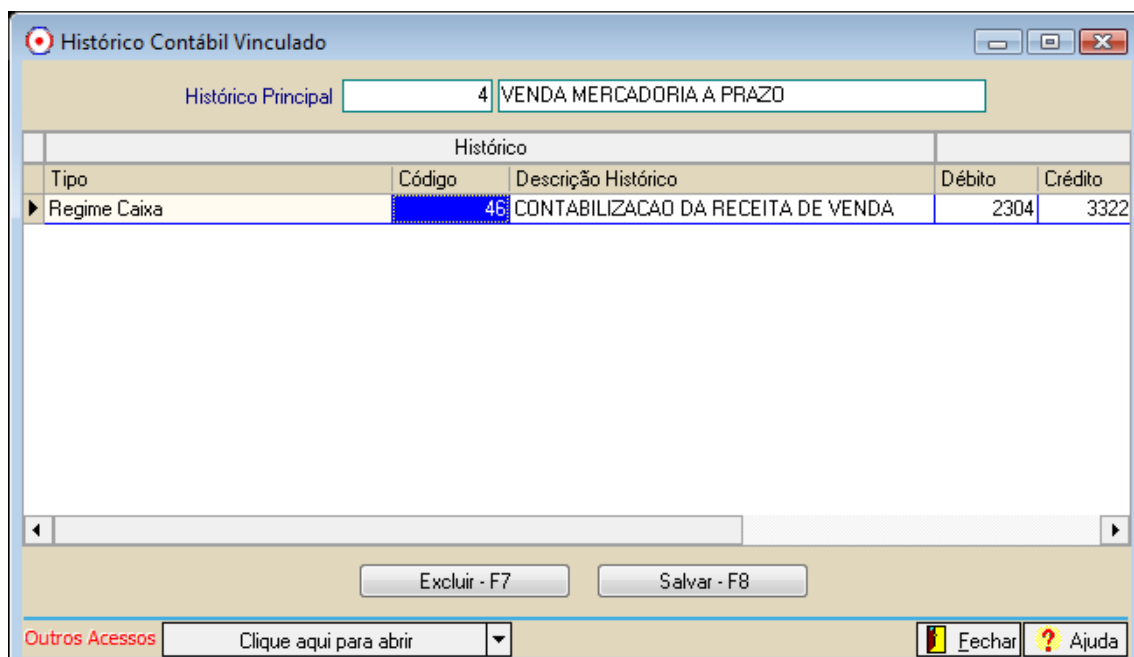 Histórico Contábil Vinculado
Histórico Principal 4 VENDA MERCADORIA A PRAZO
Histórico
Tipo Código Descrição Histórico Débito Crédito
Regime Caixa 46 CONTABILIZACAO DA RECEITA DE VENDA 2304 3322
Excluir - F7 Salvar - F8
Outros Acessos Clique aqui para abrir Fechar ? Ajuda